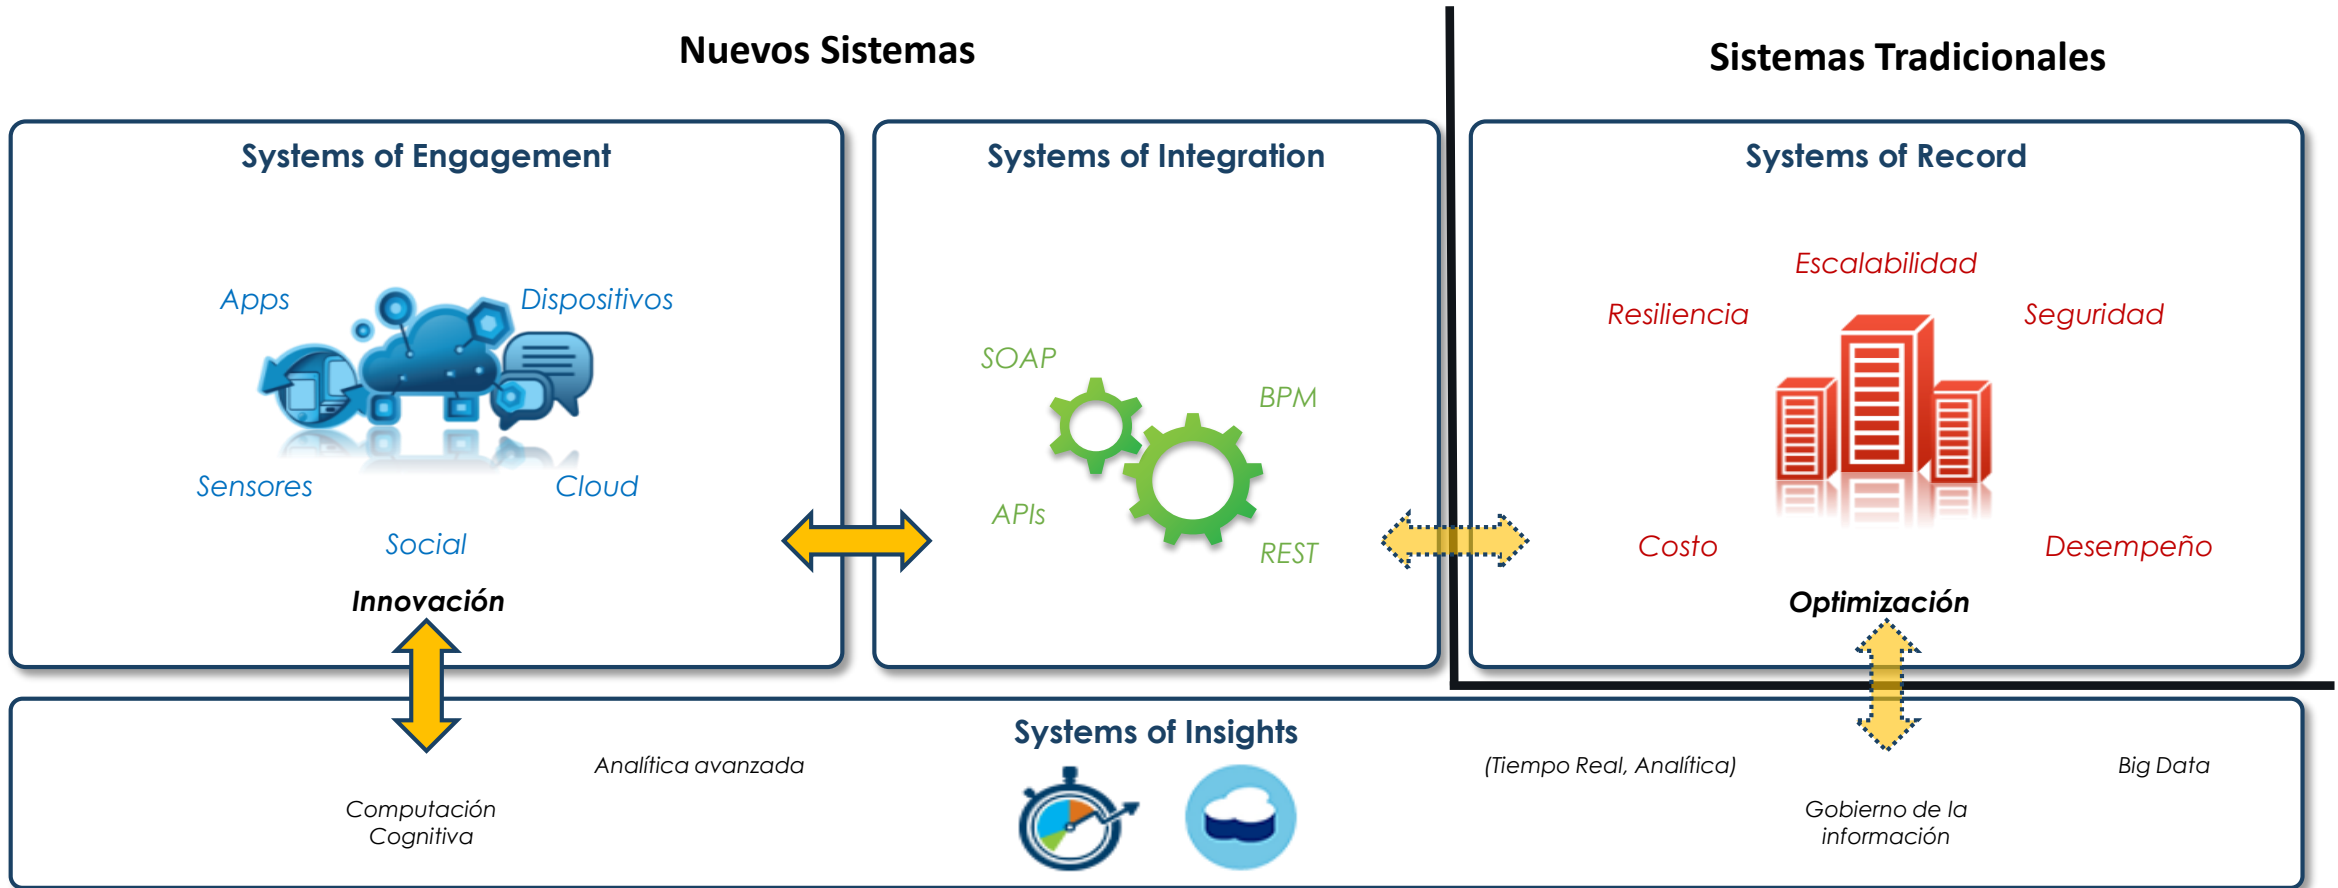 Nuevos Sistemas
Sistemas Tradicionales
Systems of Engagement
Apps
Dispositivos
Sensores
Cloud
Social
Innovación
Systems of Integration
SOAP
BPM
APIs
REST
Systems of Record
Escalabilidad
Resiliencia
Seguridad
Costo
Desempeño
Optimización
Systems of Insights
Analítica avanzada
Computación
Cognitiva
(Tiempo Real, Analítica)
Gobierno de la
información
Big Data